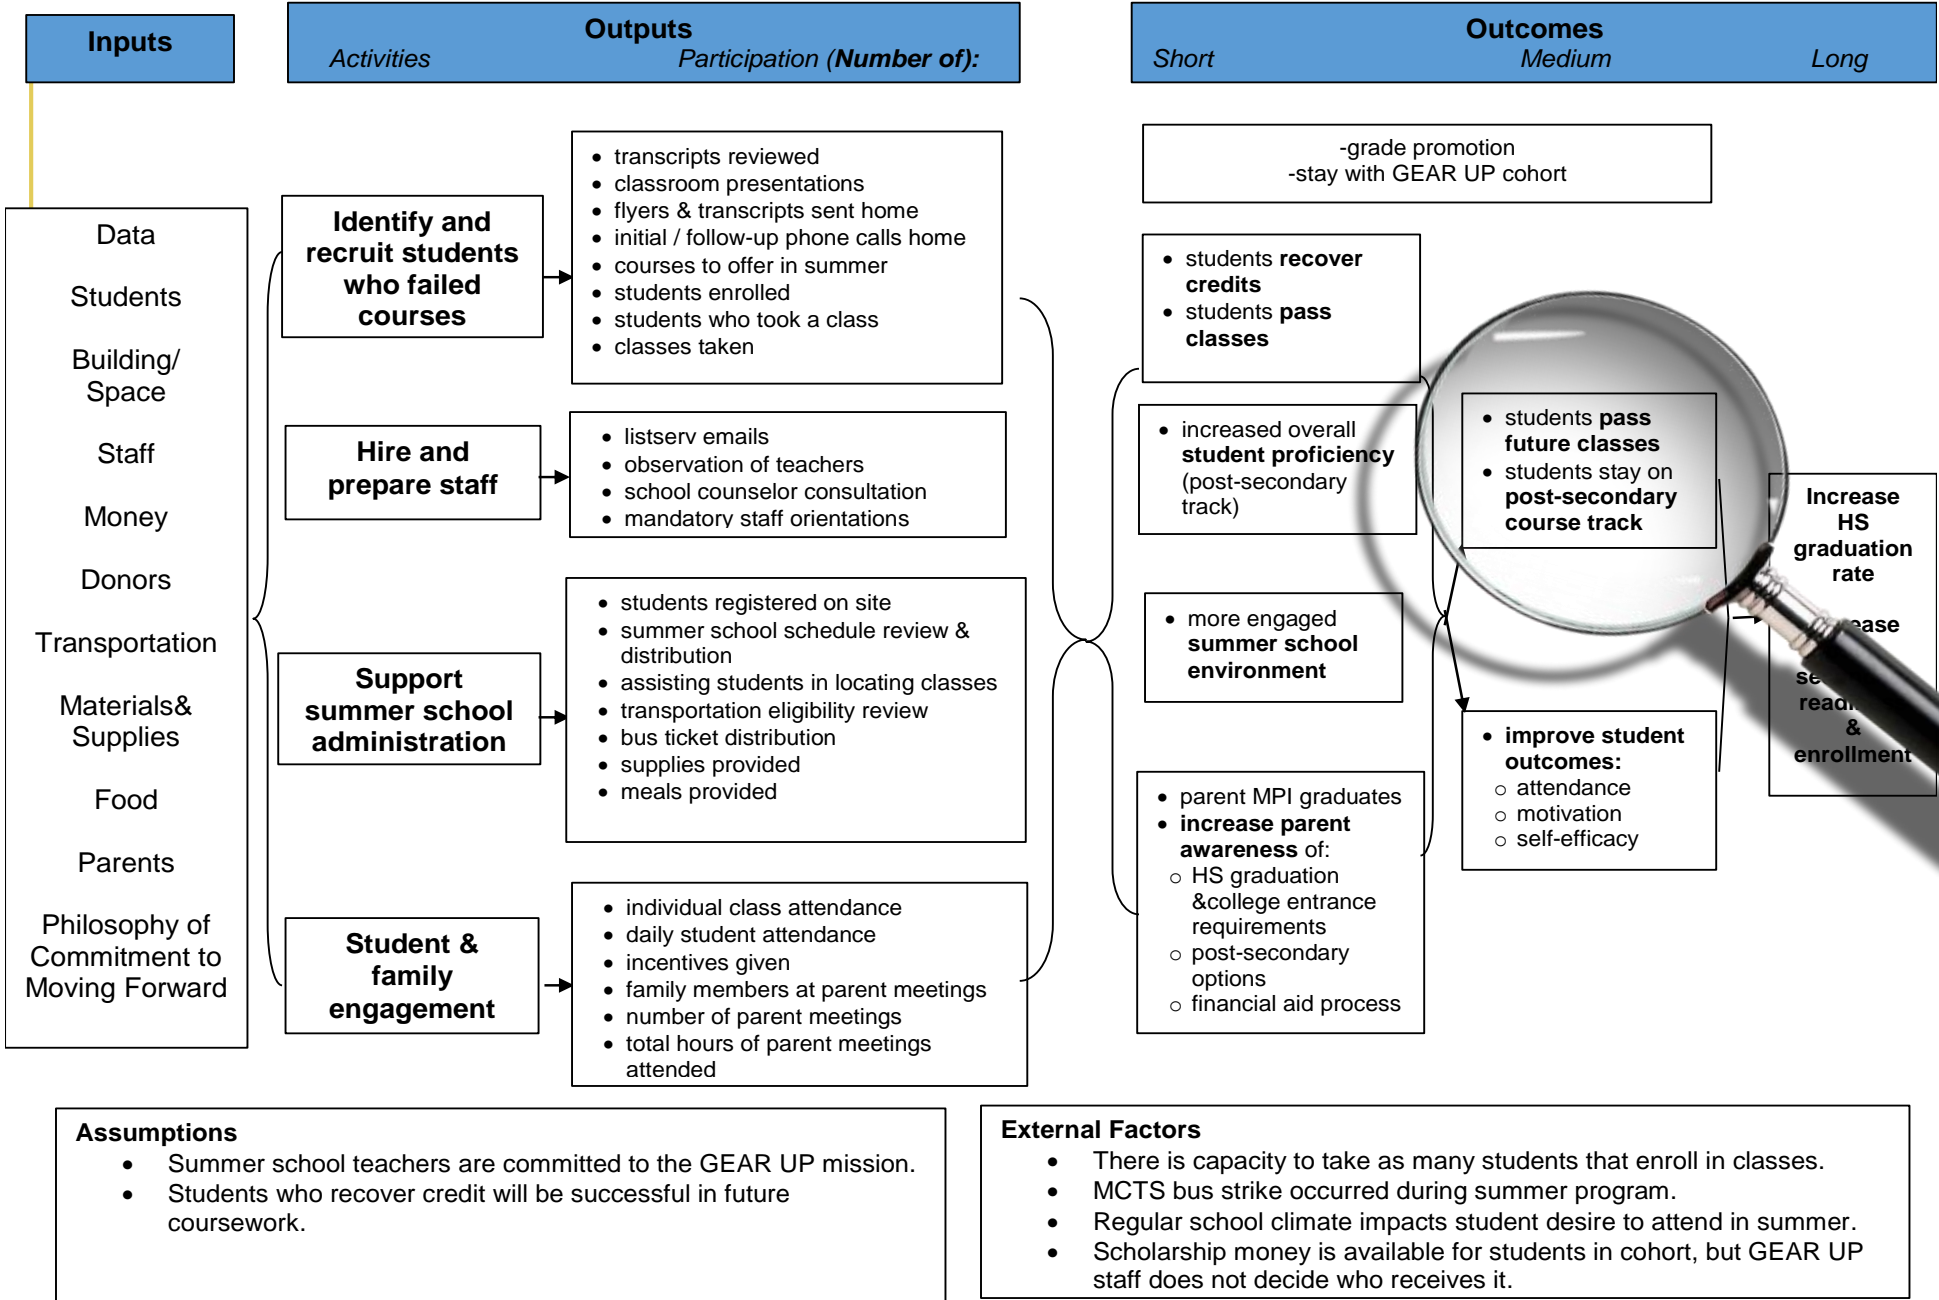 Inputs
Outputs
Activities
Participation (Number of):
Outcomes
Short
Medium
Long
Data
Students
Building/
Space
Staff
Money
Donors
Transportation
Materials&
Supplies
Food
Parents
Philosophy of
Commitment to
Moving Forward
Identify and
recruit students
who failed
courses
• transcripts reviewed
• classroom presentations
• flyers & transcripts sent home
• initial / follow-up phone calls home
• courses to offer in summer
• students enrolled
• students who took a class
• classes taken
Hire and
prepare staff
• listserv emails
• observation of teachers
• school counselor consultation
• mandatory staff orientations
Support
summer school
administration
• students registered on site
• summer school schedule review &
distribution
• assisting students in locating classes
• transportation eligibility review
• bus ticket distribution
• supplies provided
• meals provided
Student &
family
engagement
• individual class attendance
• daily student attendance
• incentives given
• family members at parent meetings
• number of parent meetings
• total hours of parent meetings
attended
-grade promotion
-stay with GEAR UP cohort
• students recover
credits
• students pass
classes
• increased overall
student proficiency
(post-secondary
track)
• more engaged
summer school
environment
• parent MPI graduates
• increase parent
awareness of:
○ HS graduation
&college entrance
requirements
○ post-secondary
options
○ financial aid process
• students pass
future classes
• students stay on
post-secondary
course track
• improve student
outcomes:
○ attendance
○ motivation
○ self-efficacy
Increase
HS
graduation
rate
&
enrollment
Assumptions
• Summer school teachers are committed to the GEAR UP mission.
• Students who recover credit will be successful in future
coursework.
External Factors
• There is capacity to take as many students that enroll in classes.
• MCTS bus strike occurred during summer program.
• Regular school climate impacts student desire to attend in summer.
• Scholarship money is available for students in cohort, but GEAR UP
staff does not decide who receives it.